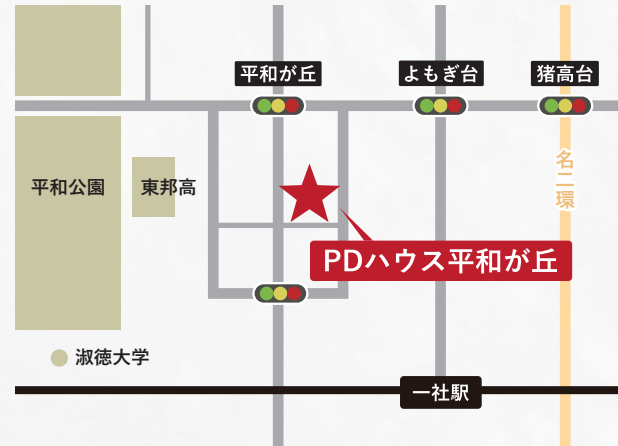 平和が丘
よもぎ台
猪高台
名二環
平和公園
東邦高
PDハウス平和が丘
淑徳大学
一社駅